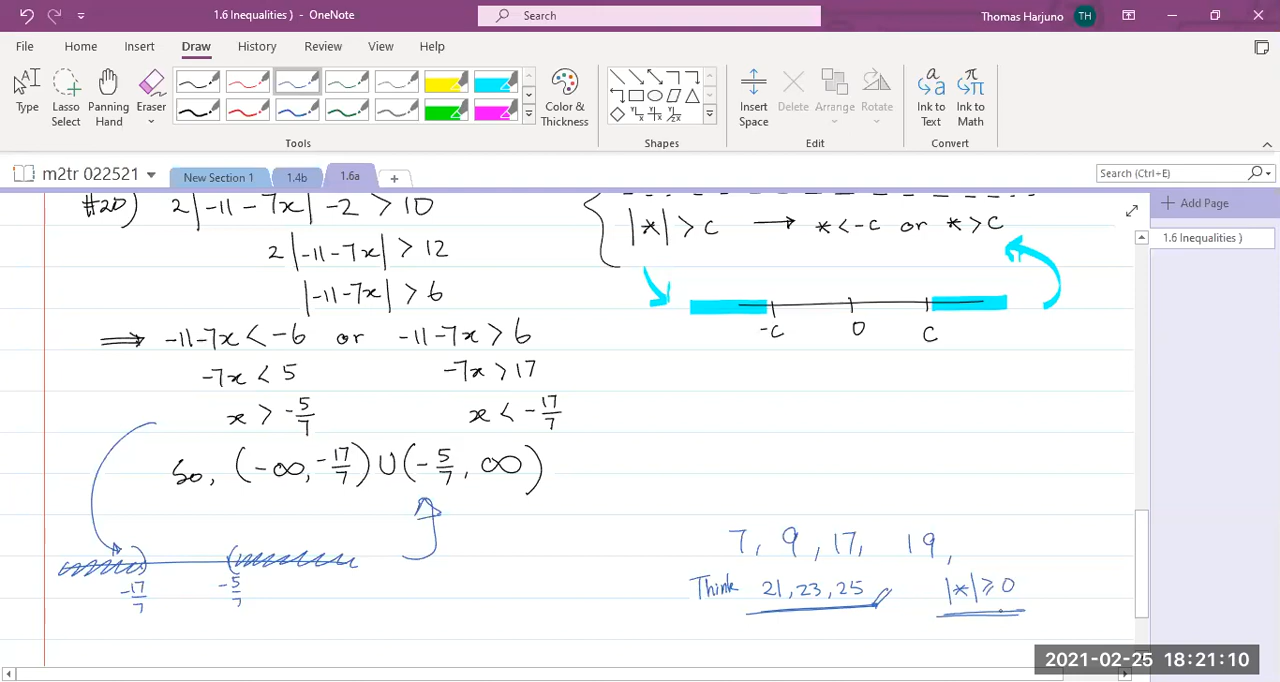 1.6 Inequalities ) - OneNote
Search
Thomas Harjuno TH
File Home Insert Draw View History Review View Help
Type
Lasso Select
Panning Hand
Eraser
Color & Thickness
Insert Space
Delete
Arrange
Rotate
Ink to Text
Ink to Math
Tools Shapes Edit Convert
m2tr 022521 New Section 1 1.4b 1.6a
Search (Ctrl+E)
Add Page
1.6 Inequalities )
#20) 2|-11-7x| -2 > 10
2|-11-7x| > 12
|-11-7x| > 6
⟹ -11-7x < -6 or -11-7x > 6
-7x < 5 -7x > 17
x > -5/7 x < -17/7
So, (-∞, -17/7) ∪ (-5/7, ∞)
-17/7 -5/7
|*| > c → * < -c or * > c
-c 0 c
7, 9, 17, 19,
Think 21, 23, 25 |*| ≥ 0
2021-02-25 18:21:10